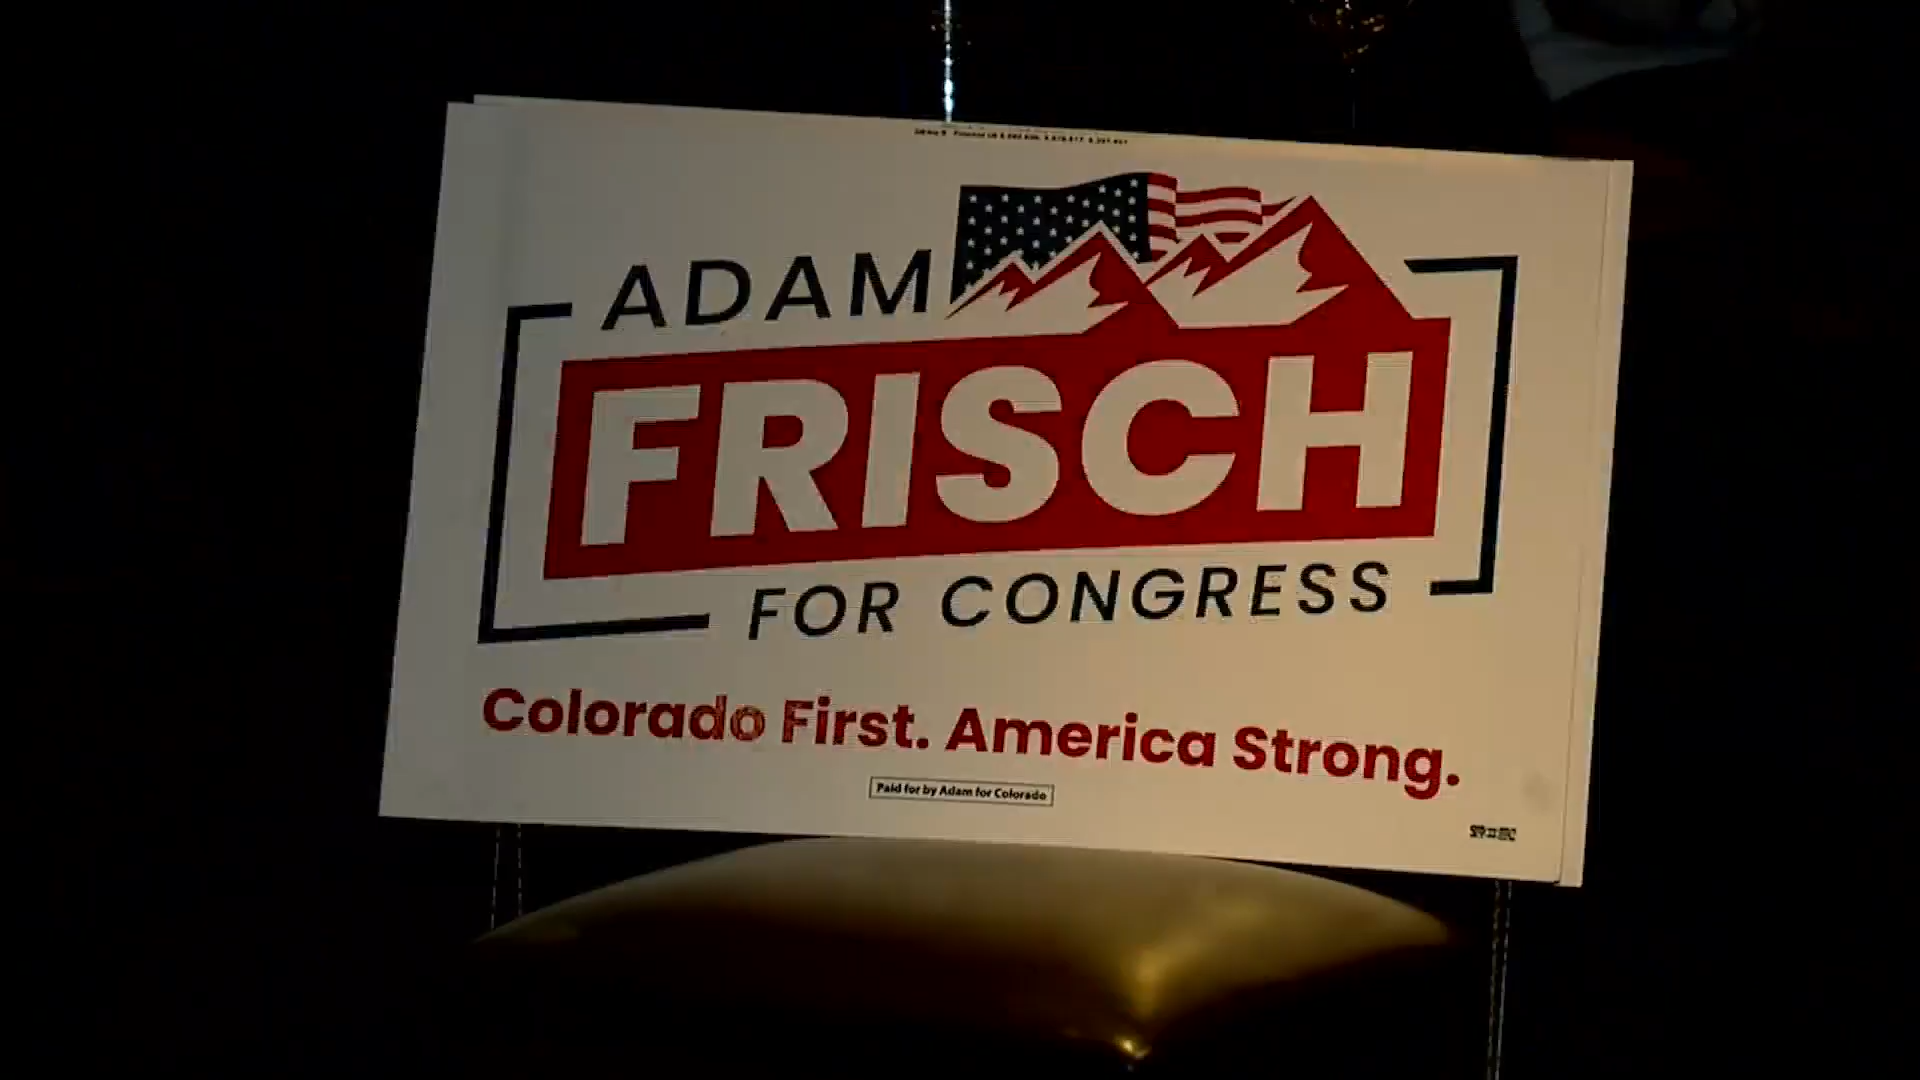 ADAM
FRISCH
FOR CONGRESS
Colorado First. America Strong.
Paid for by Adam for Colorado